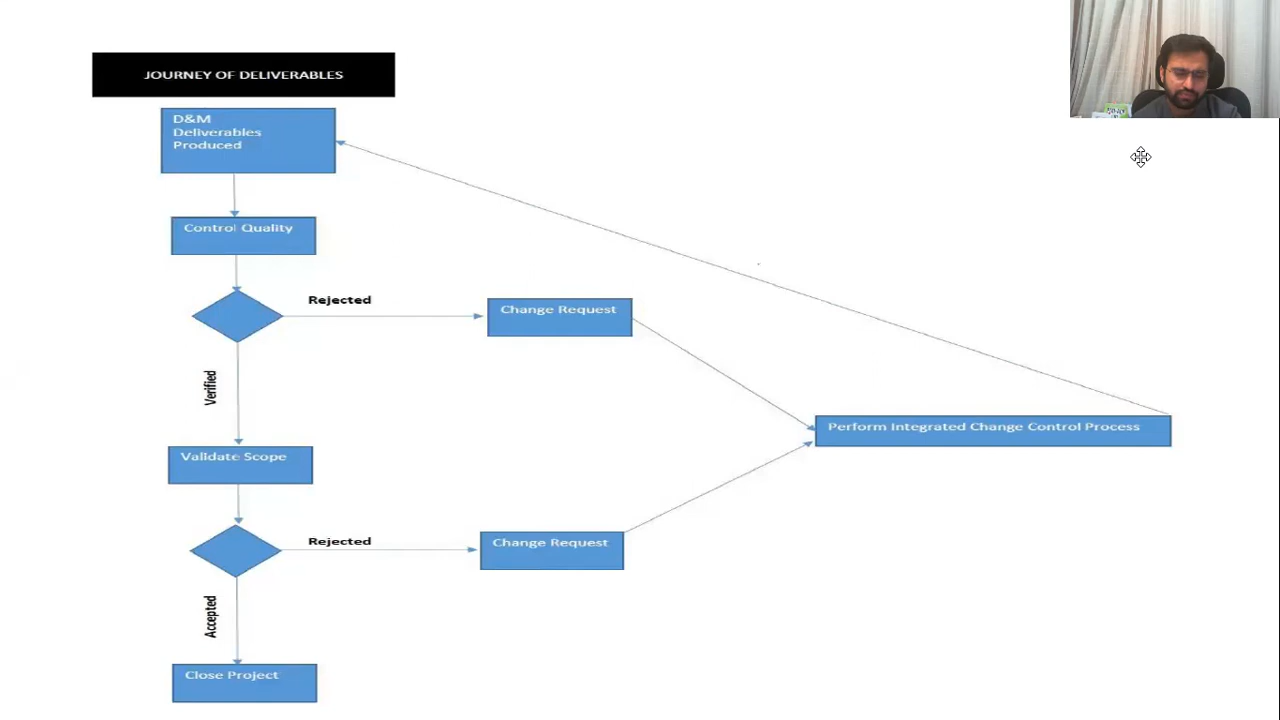 JOURNEY OF DELIVERABLES
D&M
Deliverables
Produced
Control Quality
Rejected
Change Request
Verified
Perform Integrated Change Control Process
Validate Scope
Rejected
Change Request
Accepted
Close Project